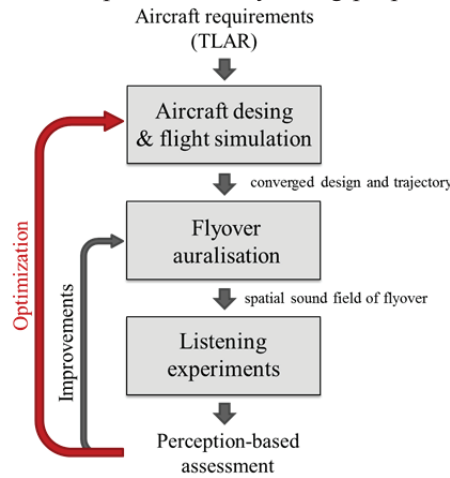 Aircraft requirements
(TLAR)
Aircraft desing
& flight simulation
converged design and trajectory
Flyover
auralisation
spatial sound field of flyover
Listening
experiments
Perception-based
assessment
Optimization
Improvements